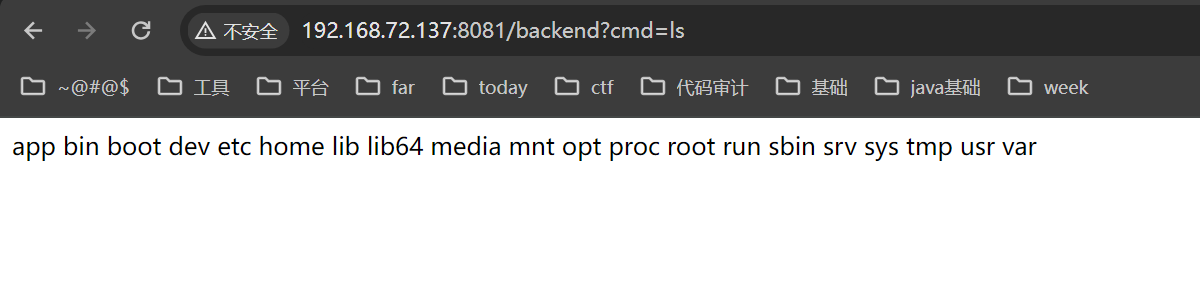 不安全 192.168.72.137:8081/backend?cmd=ls
~@#@$ 工具 平台 far today ctf 代码审计 基础 java基础 week
app bin boot dev etc home lib lib64 media mnt opt proc root run sbin srv sys tmp usr var